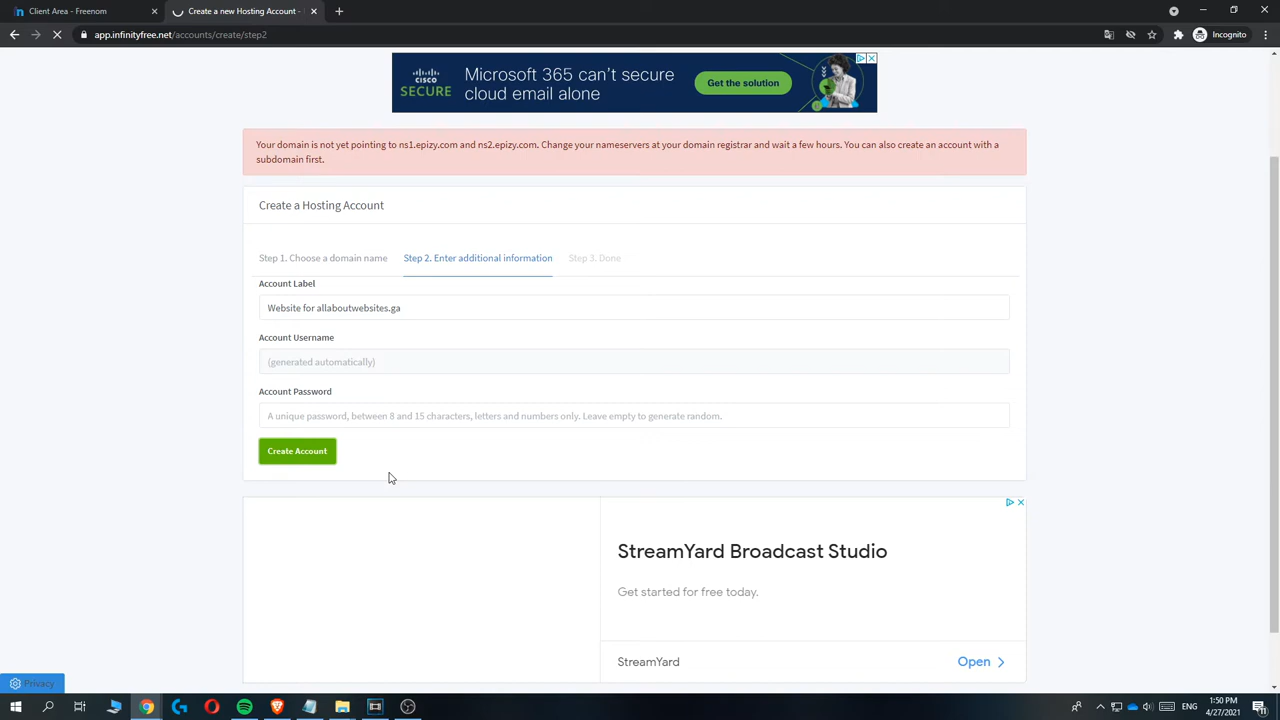 Client Area - Freenom
Create a new Hosting Account -
app.infinityfree.net/accounts/create/step2
Incognito
CISCO
SECURE
Microsoft 365 can't secure
cloud email alone
Get the solution
Your domain is not yet pointing to ns1.epizy.com and ns2.epizy.com. Change your nameservers at your domain registrar and wait a few hours. You can also create an account with a
subdomain first.
Create a Hosting Account
Step 1. Choose a domain name
Step 2. Enter additional information
Step 3. Done
Account Label
Website for allaboutwebsites.ga
Account Username
(generated automatically)
Account Password
A unique password, between 8 and 15 characters, letters and numbers only. Leave empty to generate random.
Create Account
StreamYard Broadcast Studio
Get started for free today.
StreamYard
Open
Privacy
ENG
1:50 PM
4/27/2021